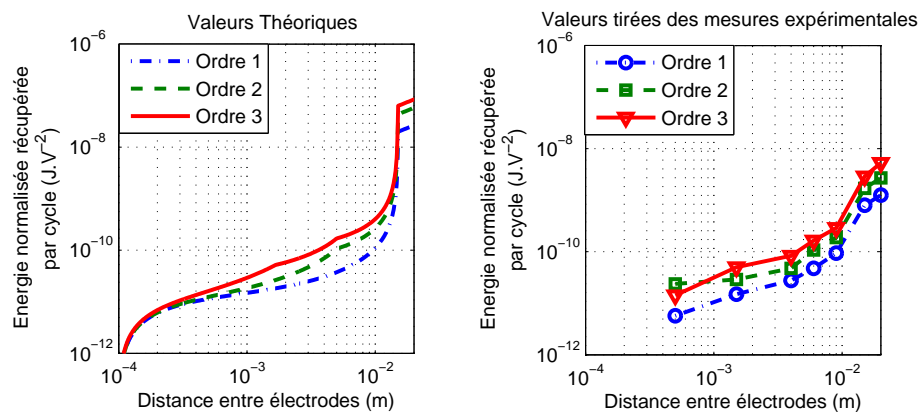 Valeurs Théoriques
Energie normalisée récupérée
par cycle (J.V⁻²)
10⁻⁶
10⁻⁸
10⁻¹⁰
10⁻¹²
Ordre 1
Ordre 2
Ordre 3
10⁻⁴
10⁻³
10⁻²
Distance entre électrodes (m)
Valeurs tirées des mesures expérimentales
Energie normalisée récupérée
par cycle (J.V⁻²)
10⁻⁶
10⁻⁸
10⁻¹⁰
10⁻¹²
Ordre 1
Ordre 2
Ordre 3
10⁻⁴
10⁻³
10⁻²
Distance entre électrodes (m)